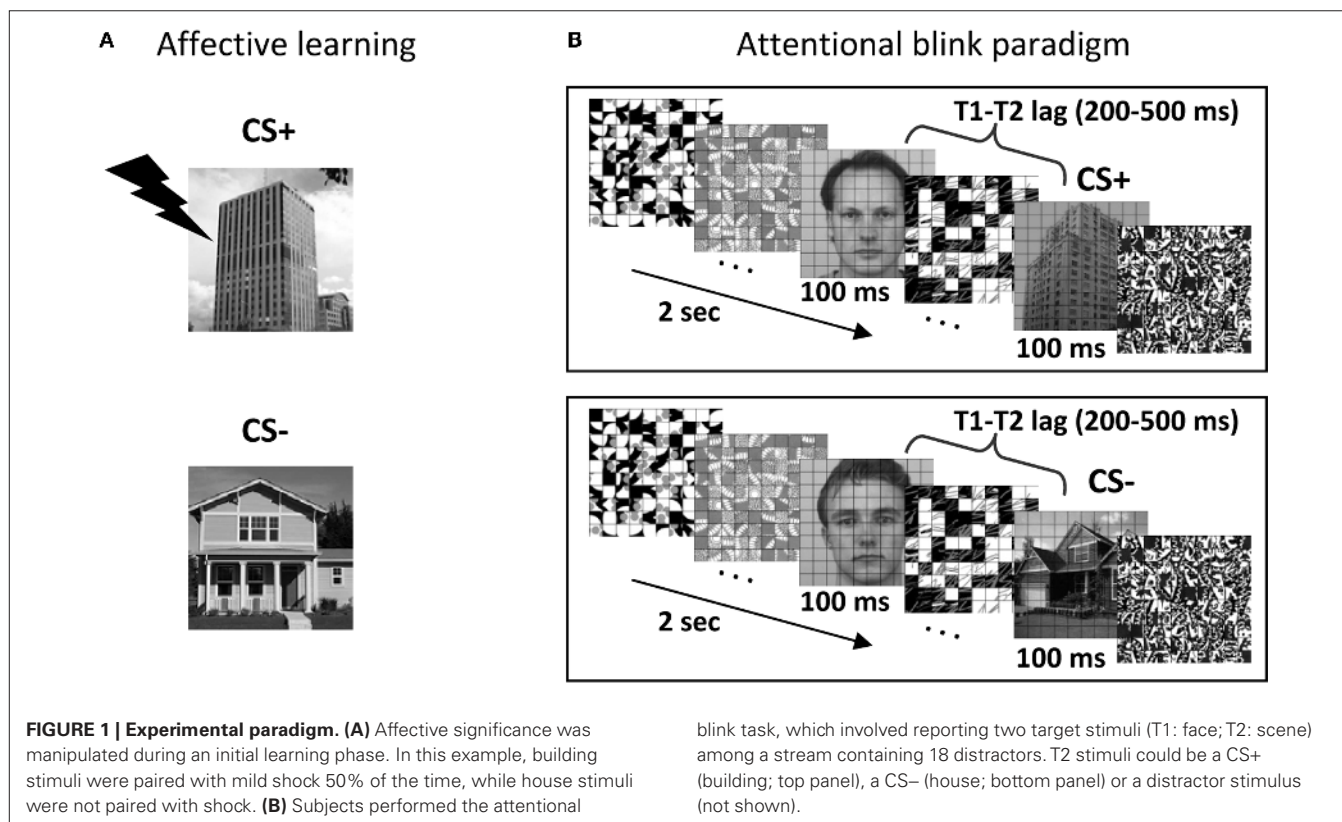 A Affective learning
CS+
CS-
B Attentional blink paradigm
T1-T2 lag (200-500 ms)
CS+
...
100 ms
2 sec
...
100 ms
T1-T2 lag (200-500 ms)
CS-
...
100 ms
2 sec
...
100 ms
FIGURE 1 | Experimental paradigm. (A) Affective significance was
manipulated during an initial learning phase. In this example, building
stimuli were paired with mild shock 50% of the time, while house stimuli
were not paired with shock. (B) Subjects performed the attentional
blink task, which involved reporting two target stimuli (T1: face; T2: scene)
among a stream containing 18 distractors. T2 stimuli could be a CS+
(building; top panel), a CS– (house; bottom panel) or a distractor stimulus
(not shown).